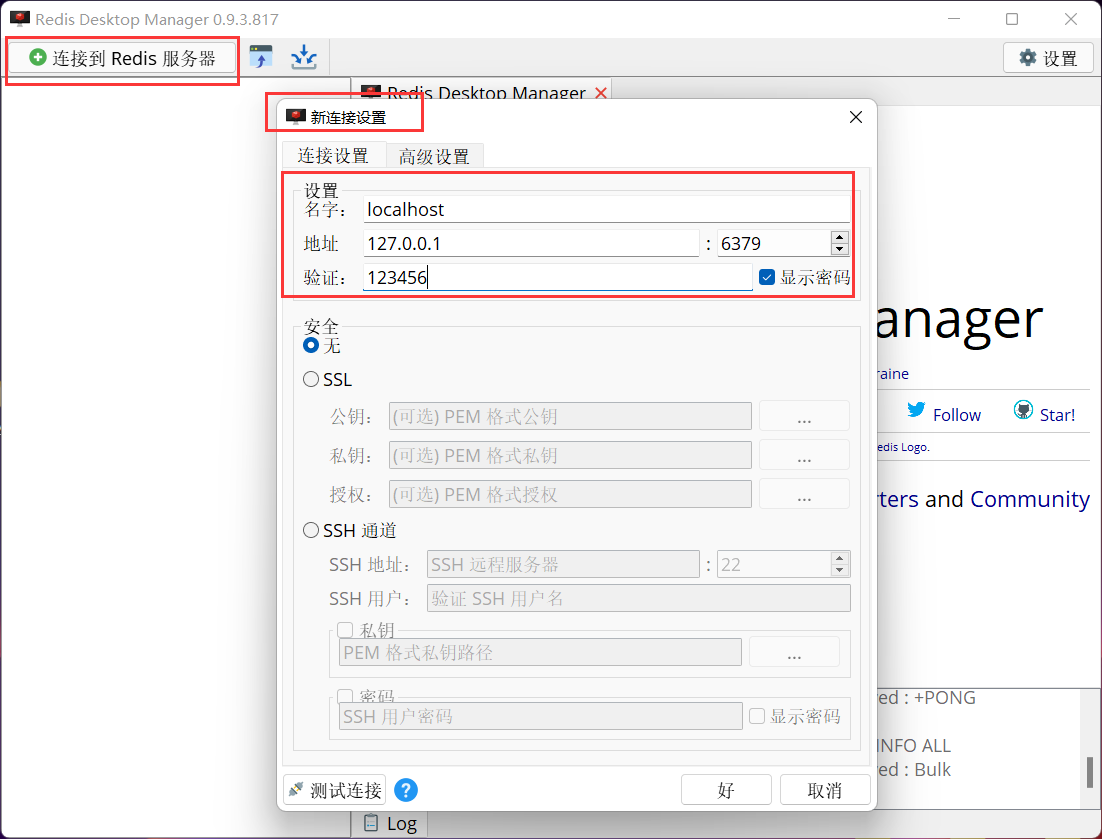 Redis Desktop Manager 0.9.3.817
连接到 Redis 服务器
设置
Redis Desktop Manager
新连接设置
连接设置 高级设置
设置
名字： localhost
地址 127.0.0.1 : 6379
验证： 123456 显示密码
安全
无
SSL
公钥： (可选) PEM 格式公钥 ...
私钥： (可选) PEM 格式私钥 ...
授权： (可选) PEM 格式授权 ...
SSH 通道
SSH 地址： SSH 远程服务器 : 22
SSH 用户： 验证 SSH 用户名
私钥
PEM 格式私钥路径 ...
密码
SSH 用户密码 显示密码
测试连接 ? 好 取消
anager
raine
Follow Star!
edis Logo.
rters and Community
ed : +PONG
INFO ALL
ed : Bulk
Log